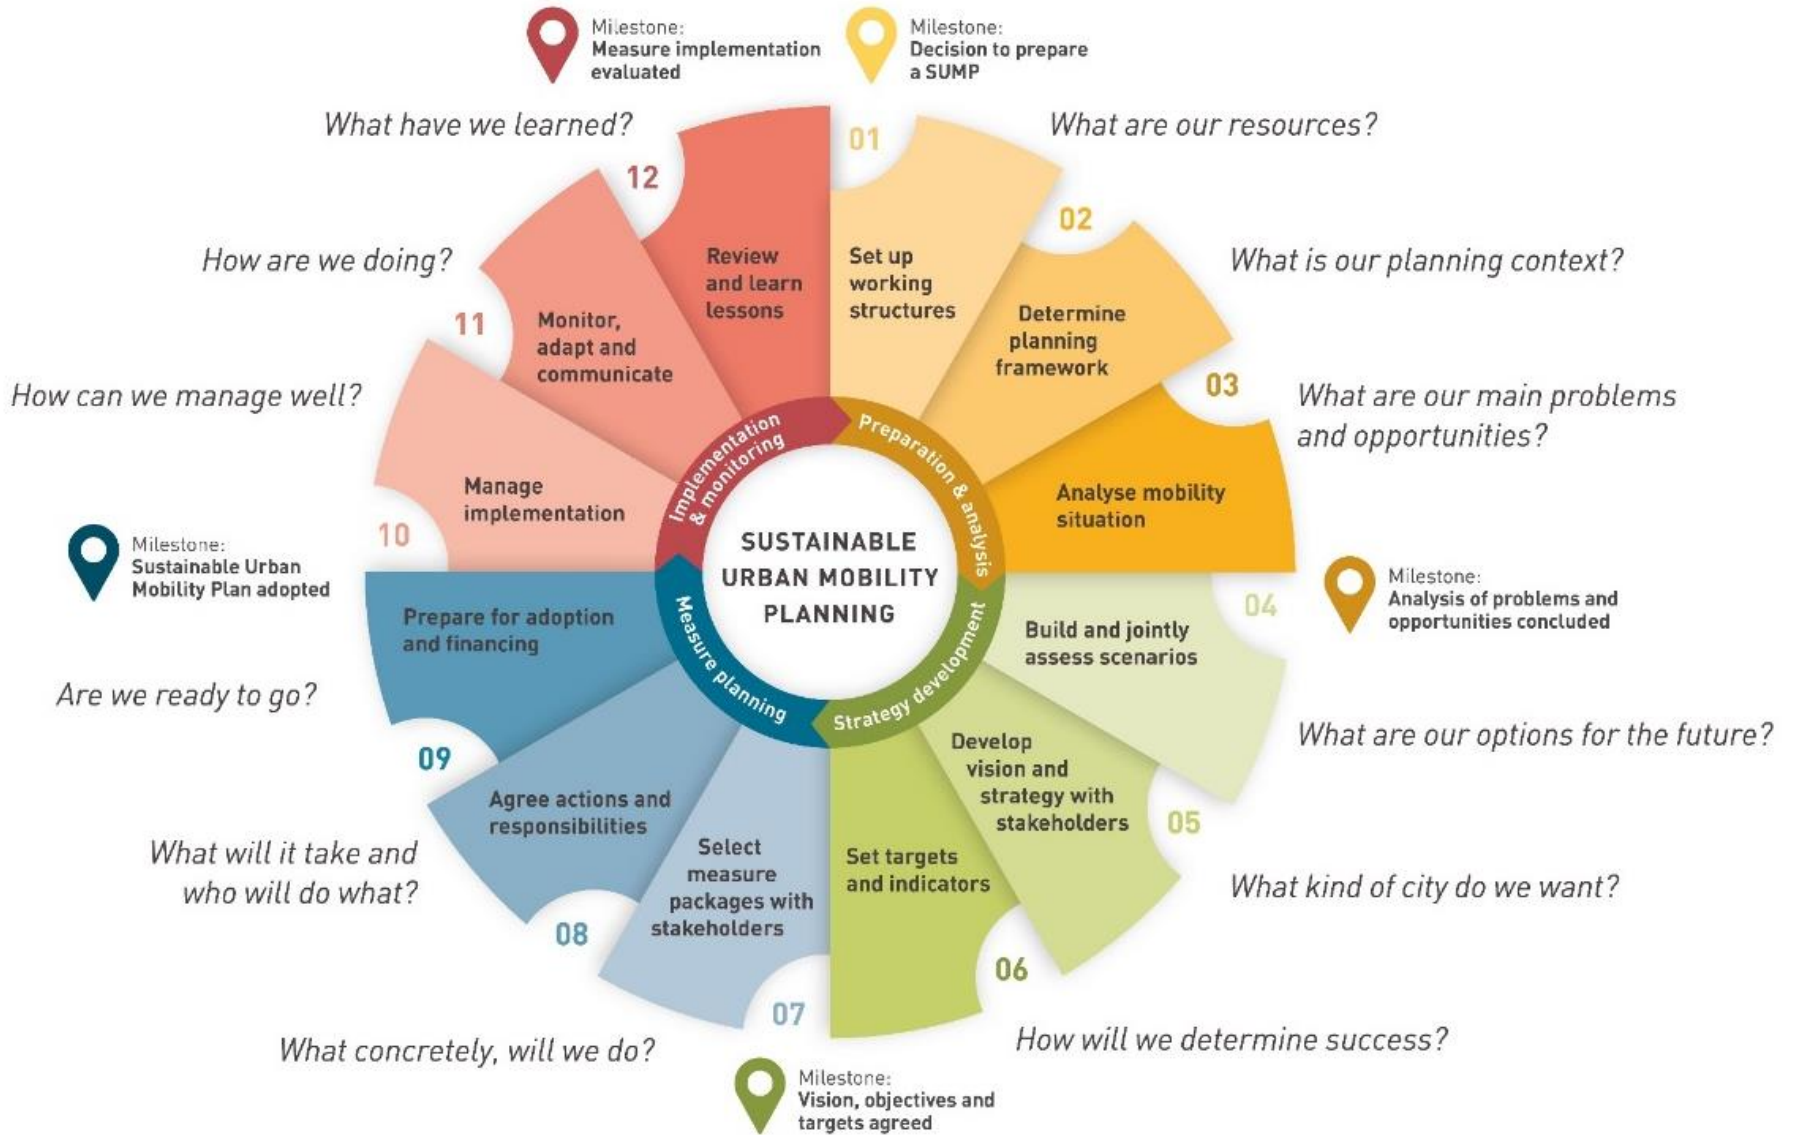 Milestone:
Measure implementation
evaluated
Milestone:
Decision to prepare
a SUMP
What have we learned?
What are our resources?
01
12
02
Review
and learn
lessons
Set up
working
structures
How are we doing?
What is our planning context?
11
Monitor,
adapt and
communicate
Determine
planning
framework
03
How can we manage well?
What are our main problems
and opportunities?
Implementation
& monitoring
Preparation & analysis
Manage
implementation
Analyse mobility
situation
10
SUSTAINABLE
URBAN MOBILITY
PLANNING
Milestone:
Sustainable Urban
Mobility Plan adopted
Milestone:
Analysis of problems and
opportunities concluded
04
Prepare for adoption
and financing
Build and jointly
assess scenarios
Measure planning
Strategy development
Are we ready to go?
What are our options for the future?
09
Develop
vision and
strategy with
stakeholders
05
Agree actions and
responsibilities
Select
measure
packages with
stakeholders
Set targets
and indicators
What will it take and
who will do what?
What kind of city do we want?
08
06
07
What concretely, will we do?
How will we determine success?
Milestone:
Vision, objectives and
targets agreed